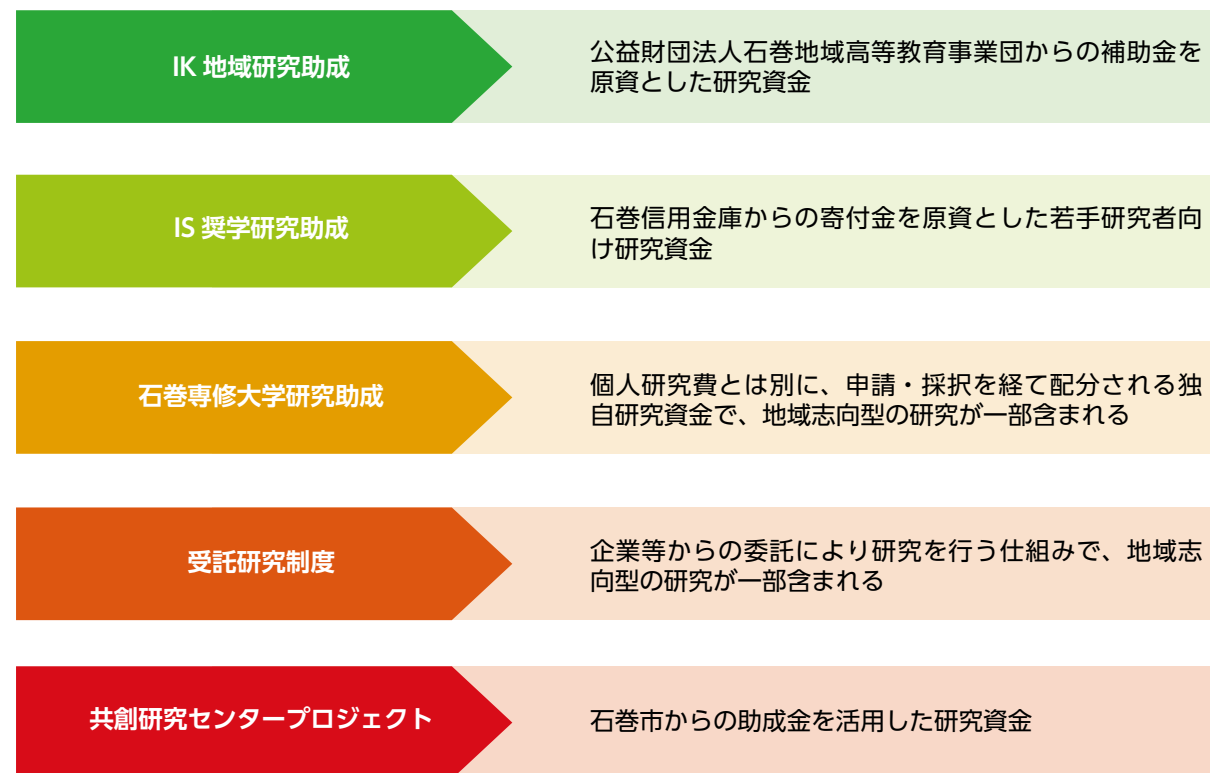 IK 地域研究助成
公益財団法人石巻地域高等教育事業団からの補助金を
原資とした研究資金
IS 奨学研究助成
石巻信用金庫からの寄付金を原資とした若手研究者向
け研究資金
石巻専修大学研究助成
個人研究費とは別に、申請・採択を経て配分される独
自研究資金で、地域志向型の研究が一部含まれる
受託研究制度
企業等からの委託により研究を行う仕組みで、地域志
向型の研究が一部含まれる
共創研究センタープロジェクト
石巻市からの助成金を活用した研究資金